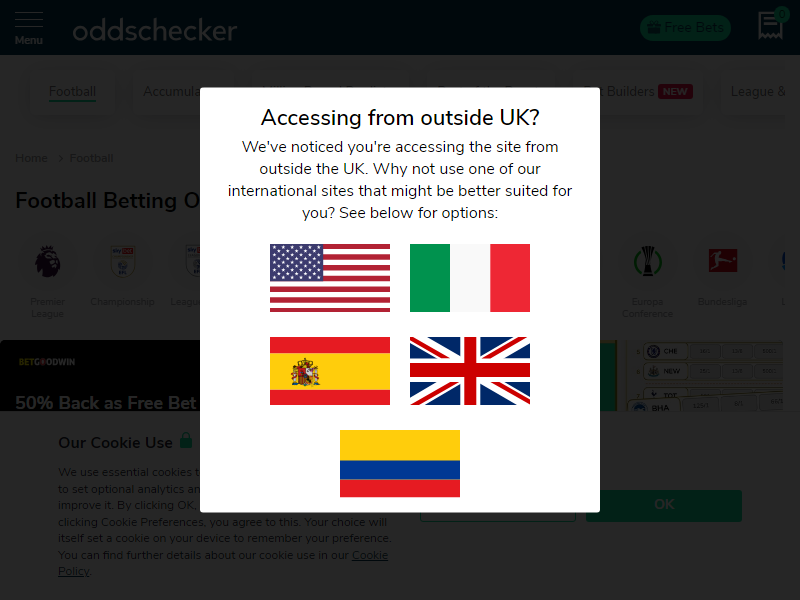 Menu
oddschecker
Free Bets
0
Football
Accumula
t Builders NEW
League &
Home > Football
Football Betting O
Premier
League
Championship
League
Europa
Conference
Bundesliga
Accessing from outside UK?
We've noticed you're accessing the site from
outside the UK. Why not use one of our
international sites that might be better suited for
you? See below for options:
BETGOODWIN
50% Back as Free Bet
CHE
NEW
TOT
BHA
Our Cookie Use
We use essential cookies t
to set optional analytics an
improve it. By clicking OK,
clicking Cookie Preferences, you agree to this. Your choice will
itself set a cookie on your device to remember your preference.
You can find further details about our cookie use in our Cookie
Policy.
OK